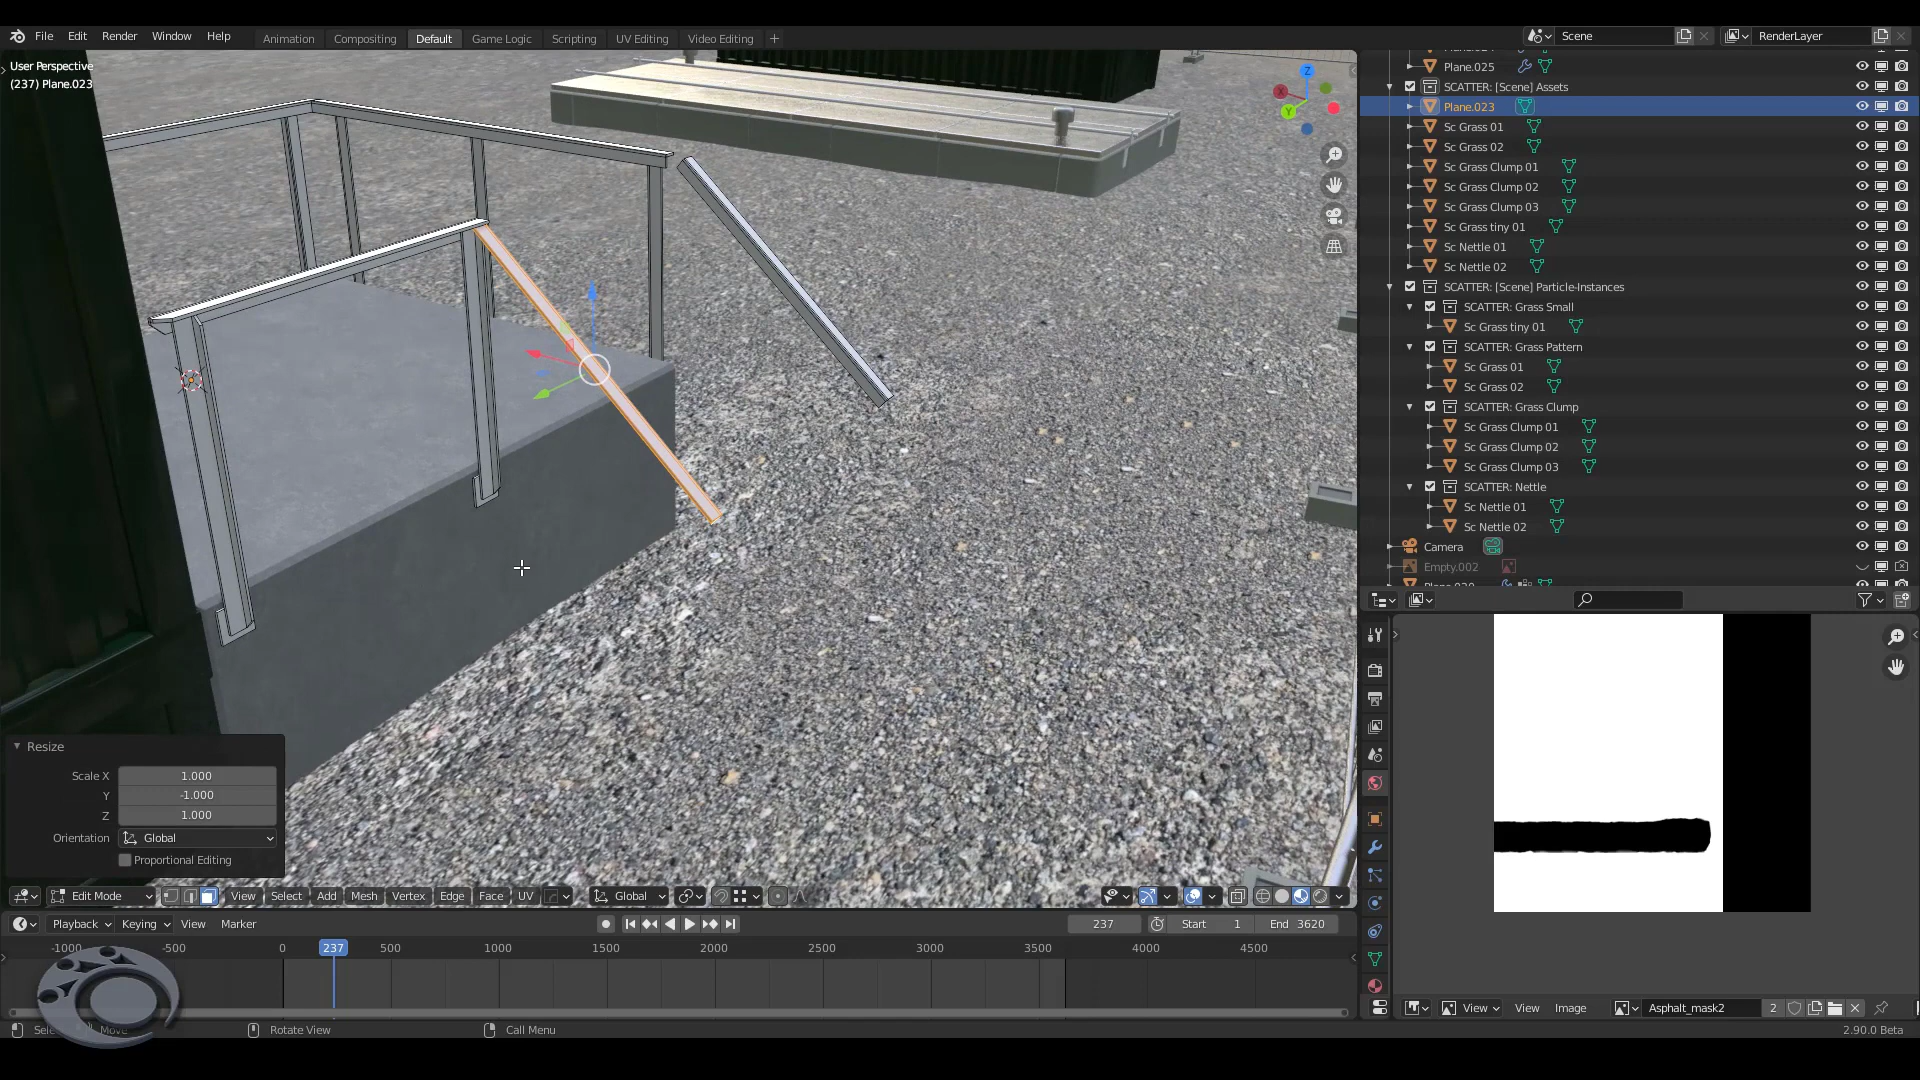 File Edit Render Window Help
Animation Compositing Default Game Logic Scripting UV Editing Video Editing +
Scene
RenderLayer
User Perspective
(237) Plane.023
Z
X
Y
Plane.025
SCATTER: [Scene] Assets
Plane.023
Sc Grass 01
Sc Grass 02
Sc Grass Clump 01
Sc Grass Clump 02
Sc Grass Clump 03
Sc Grass tiny 01
Sc Nettle 01
Sc Nettle 02
SCATTER: [Scene] Particle-Instances
SCATTER: Grass Small
Sc Grass tiny 01
SCATTER: Grass Pattern
Sc Grass 01
Sc Grass 02
SCATTER: Grass Clump
Sc Grass Clump 01
Sc Grass Clump 02
Sc Grass Clump 03
SCATTER: Nettle
Sc Nettle 01
Sc Nettle 02
Camera
Empty.002
Resize
Scale X 1.000
Y -1.000
Z 1.000
Orientation Global
Proportional Editing
Edit Mode View Select Add Mesh Vertex Edge Face UV Global
Playback Keying View Marker
237 Start 1 End 3620
-1000 -500 0 237 500 1000 1500 2000 2500 3000 3500 4000 4500
View View Image Asphalt_mask2 2
Move Rotate View Call Menu
2.90.0 Beta